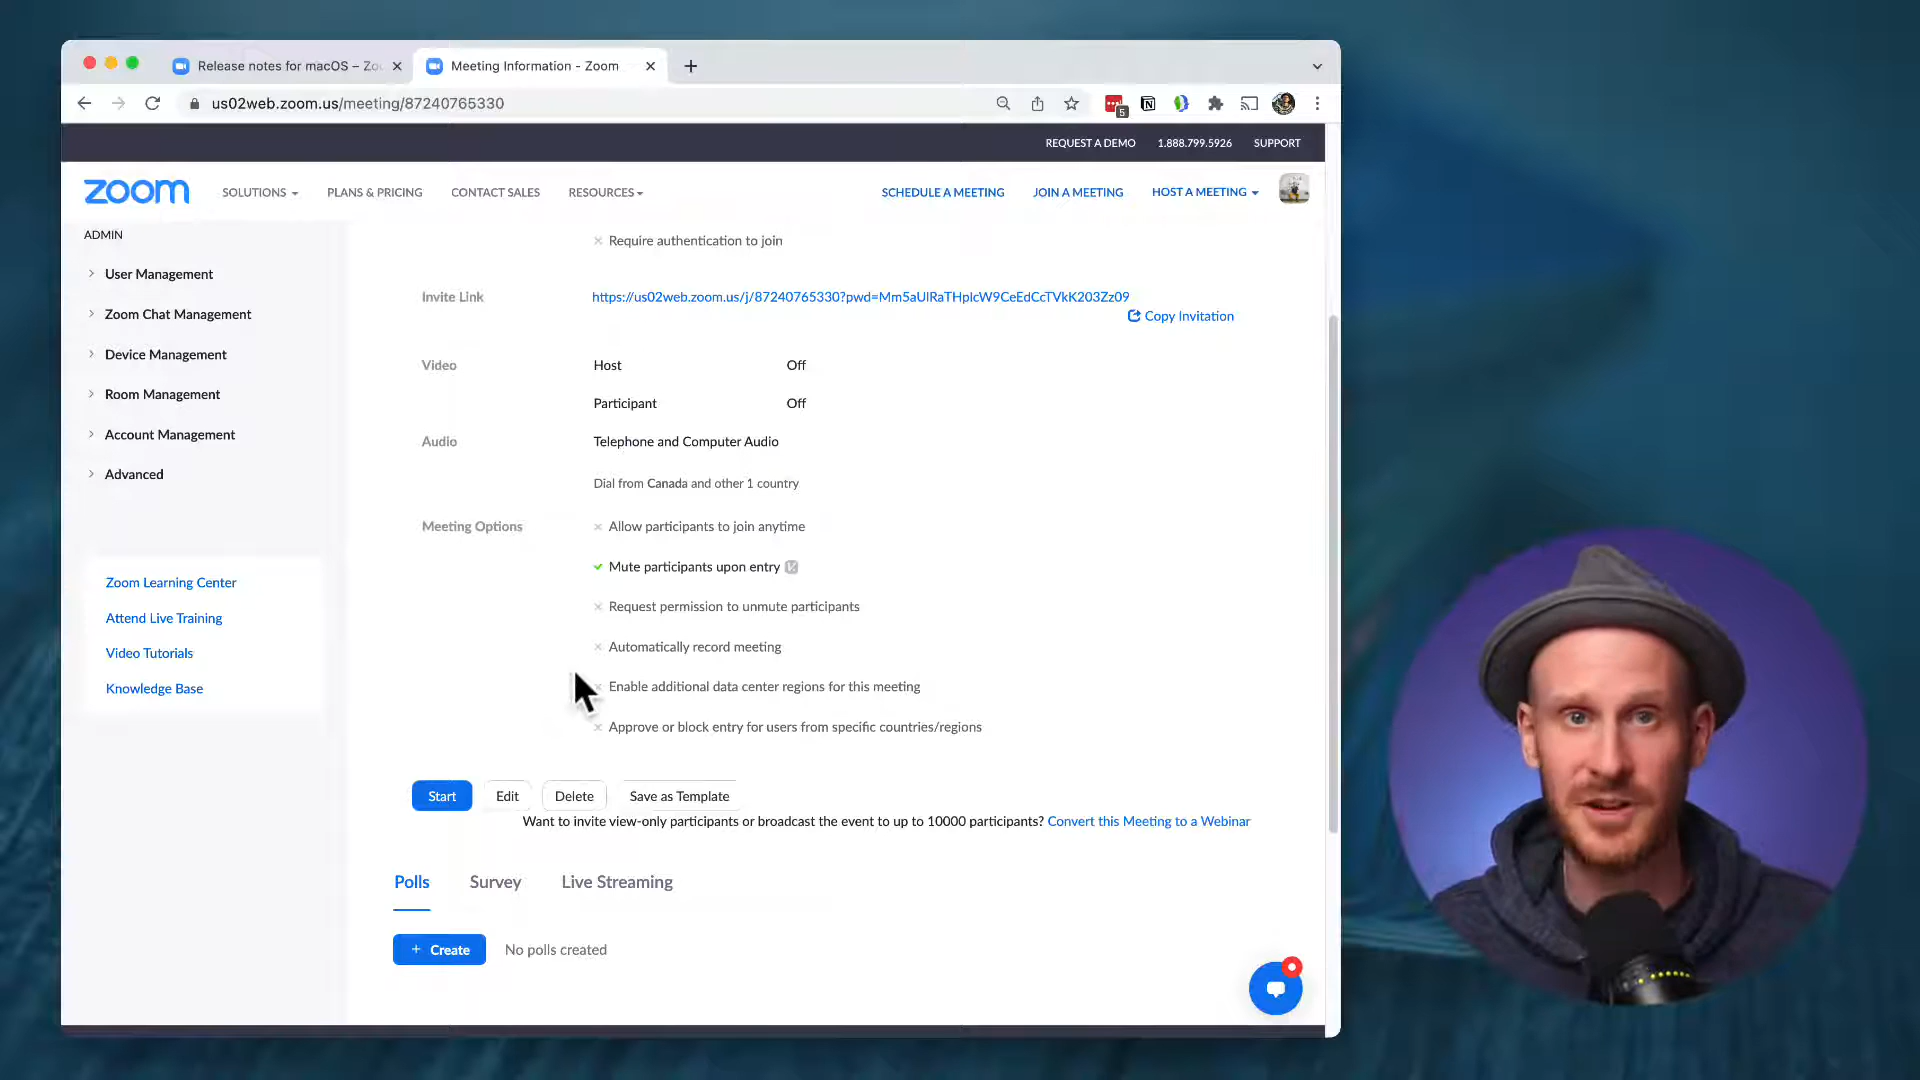 Release notes for macOS – Zo
Meeting Information - Zoom
us02web.zoom.us/meeting/87240765330
5
REQUEST A DEMO 1.888.799.5926 SUPPORT
zoom SOLUTIONS PLANS & PRICING CONTACT SALES RESOURCES SCHEDULE A MEETING JOIN A MEETING HOST A MEETING
ADMIN
User Management
Zoom Chat Management
Device Management
Room Management
Account Management
Advanced
Zoom Learning Center
Attend Live Training
Video Tutorials
Knowledge Base
Require authentication to join
Invite Link https://us02web.zoom.us/j/87240765330?pwd=Mm5aUlRaTHplcW9CeEdCcTVkK203Zz09
Copy Invitation
Video Host Off
Participant Off
Audio Telephone and Computer Audio
Dial from Canada and other 1 country
Meeting Options Allow participants to join anytime
Mute participants upon entry
Request permission to unmute participants
Automatically record meeting
Enable additional data center regions for this meeting
Approve or block entry for users from specific countries/regions
Start Edit Delete Save as Template
Want to invite view-only participants or broadcast the event to up to 10000 participants? Convert this Meeting to a Webinar
Polls Survey Live Streaming
+ Create No polls created